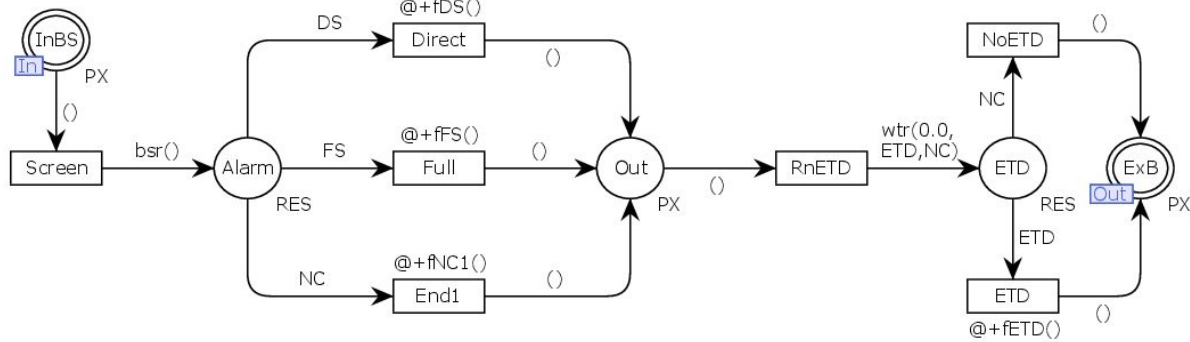 InBS
In
PX
()
Screen
bsr()
Alarm
RES
DS
@+fDS()
Direct
()
FS
@+fFS()
Full
()
NC
@+fNC1()
End1
()
Out
PX
()
RnETD
wtr(0.0,
ETD,NC)
ETD
RES
NC
NoETD
()
ETD
ETD
@+fETD()
()
ExB
Out
PX